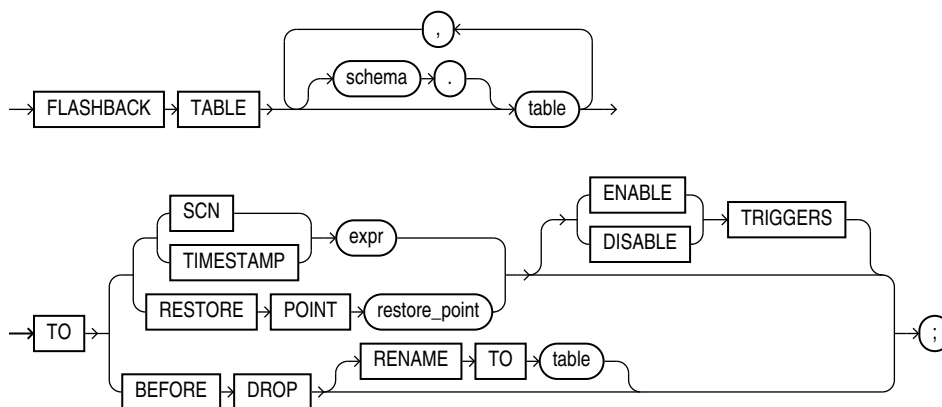 ,
schema .
FLASHBACK TABLE table
SCN ENABLE
expr TRIGGERS
TIMESTAMP DISABLE
RESTORE POINT restore_point
TO ;
RENAME TO table
BEFORE DROP